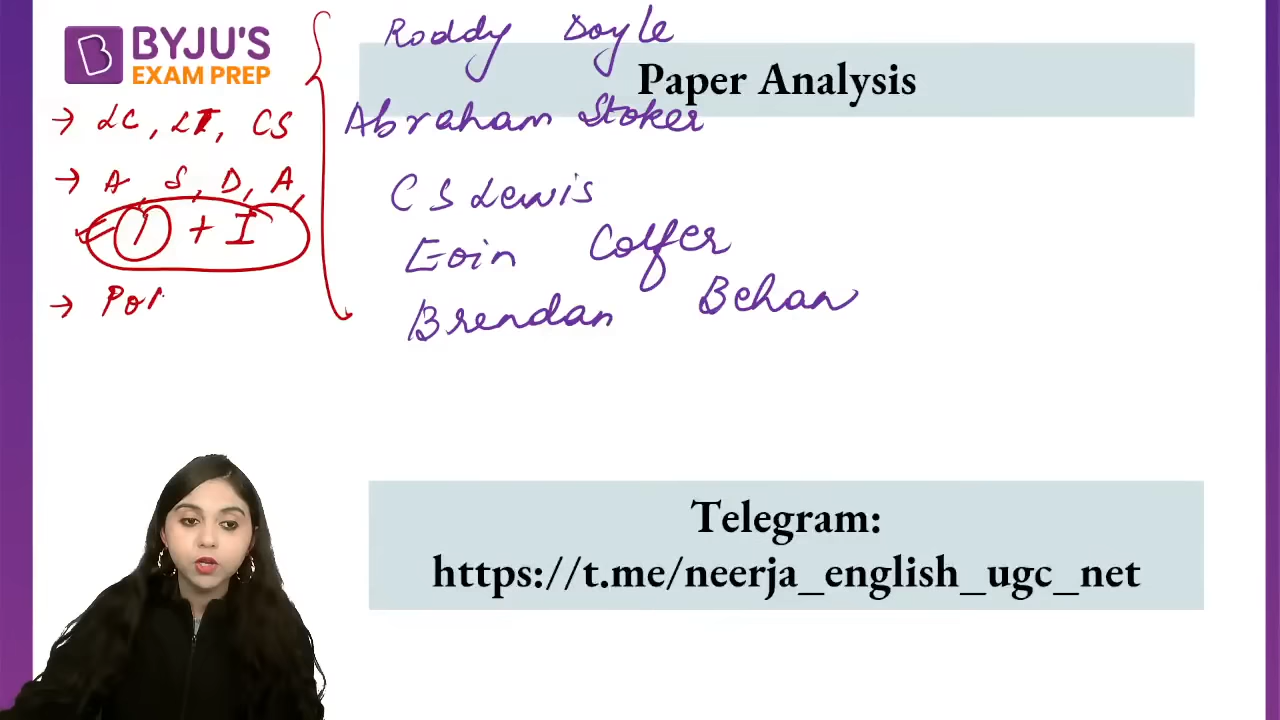 BYJU'S
EXAM PREP
Roddy Doyle
Paper Analysis
→ LC, LT, CS
Abraham Stoker
→ A, S, D, A,
C S Lewis
+ I
Eoin Colfer
→ Pol
Brendan Behan
Telegram:
https://t.me/neerja_english_ugc_net